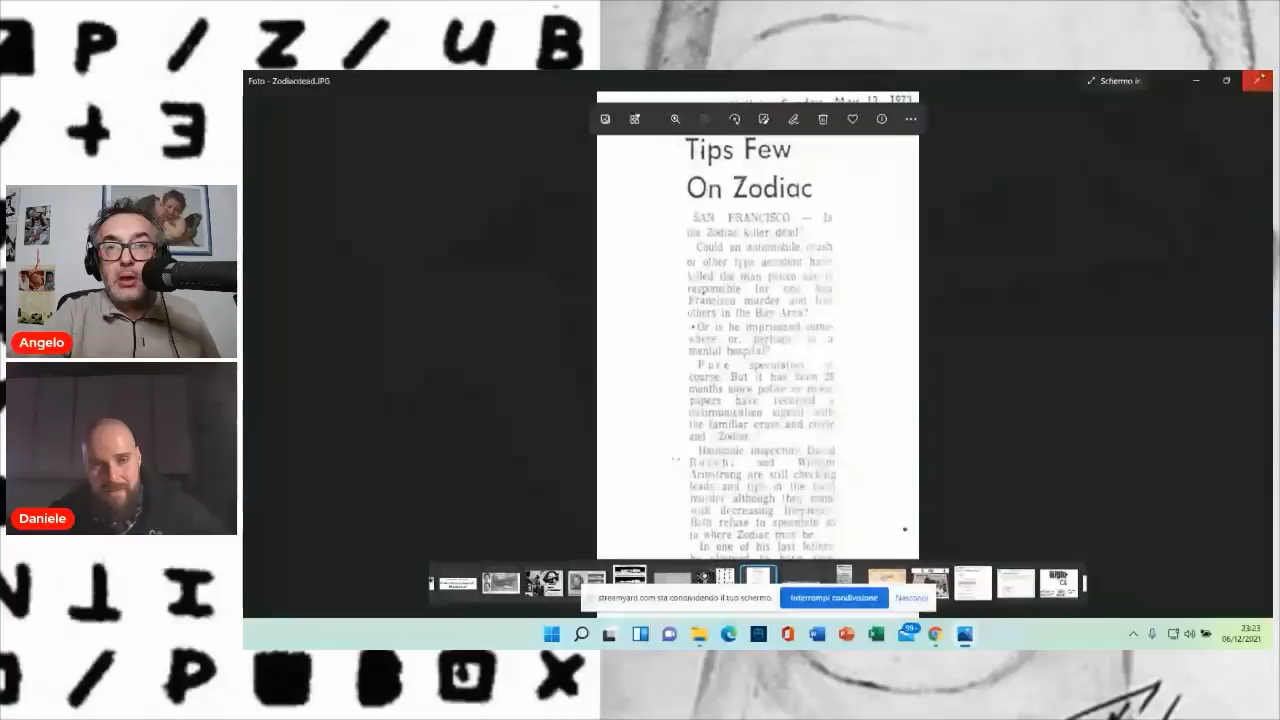 P / Z / U B
+ 3
Foto - Zodiacdead.JPG
Schermo in
1973
Tips Few
On Zodiac
SAN FRANCISCO — Is
the Zodiac killer dead?
Could an automobile crash
or other type accident have
killed the man police say is
responsible for one San
Francisco murder and five
others in the Bay Area?
Or is he imprisoned some-
where or, perhaps in a
mental hospital?
Pure speculation of
course. But it has been
months since police or news-
papers have received a
communication signed with
the familiar cross and circle
and Zodiac
Homicide inspectors David
and William
Armstrong are still checking
leads and tips in the
murder although they come
with decreasing
Both refuse to speculate as
to where Zodiac may be
In one of his last letters
he claimed to have
Angelo
Daniele
streamyard.com sta condividendo il tuo schermo.
Interrompi condivisione
Nascondi
99+
23:23
06/12/2021
/ P
X